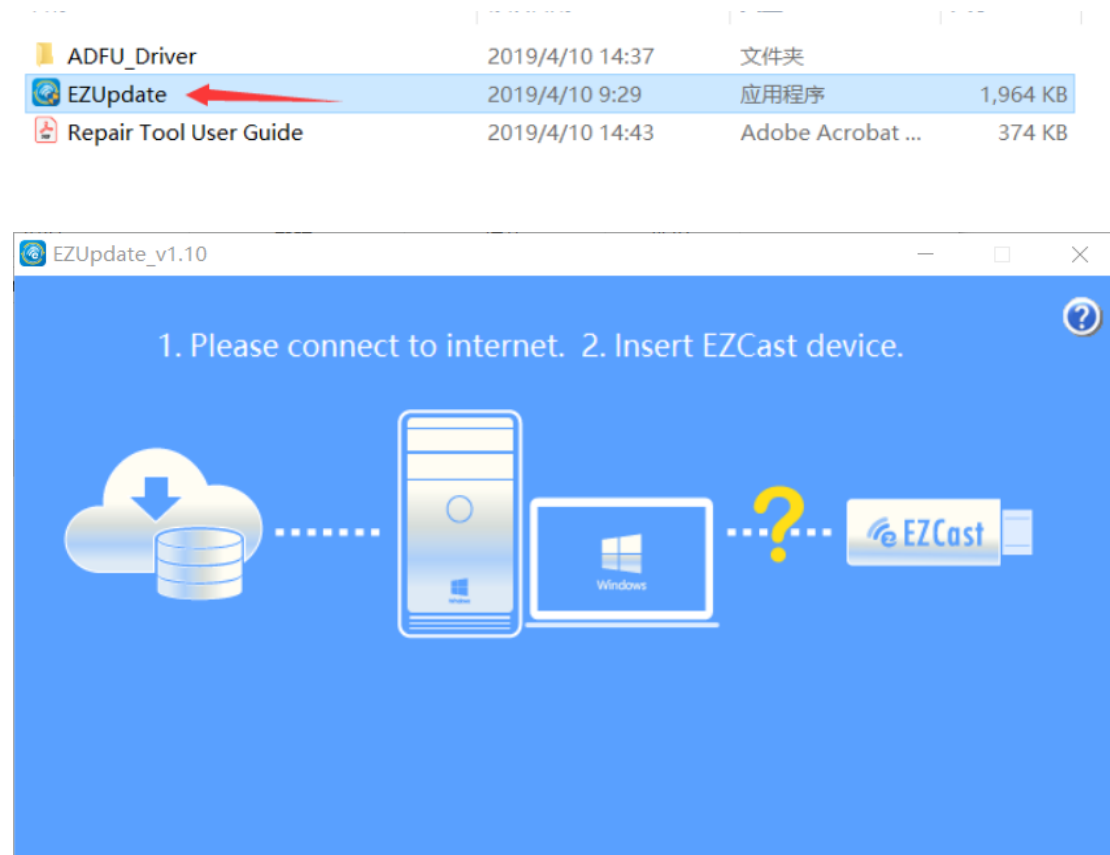 ADFU_Driver 2019/4/10 14:37 文件夹
EZUpdate 2019/4/10 9:29 应用程序 1,964 KB
Repair Tool User Guide 2019/4/10 14:43 Adobe Acrobat ... 374 KB
EZUpdate_v1.10
?
1. Please connect to internet. 2. Insert EZCast device.
?
EZCast
Windows
Windows